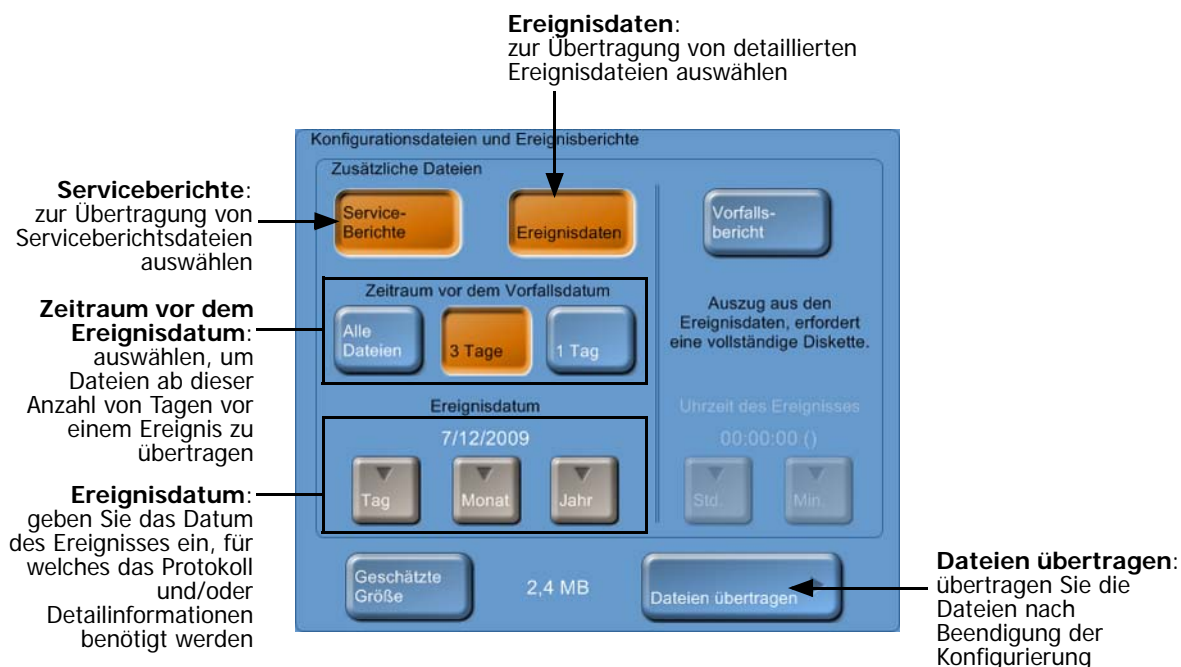 Ereignisdaten:
zur Übertragung von detaillierten
Ereignisdateien auswählen
Serviceberichte:
zur Übertragung von
Serviceberichtsdateien
auswählen
Zeitraum vor dem
Ereignisdatum:
auswählen, um
Dateien ab dieser
Anzahl von Tagen vor
einem Ereignis zu
übertragen
Ereignisdatum:
geben Sie das Datum
des Ereignisses ein, für
welches das Protokoll
und/oder
Detailinformationen
benötigt werden
Konfigurationsdateien und Ereignisberichte
Zusätzliche Dateien
Service-
Berichte
Ereignisdaten
Vorfalls-
bericht
Zeitraum vor dem Vorfallsdatum
Alle
Dateien
3 Tage
1 Tag
Auszug aus den
Ereignisdaten, erfordert
eine vollständige Diskette.
Ereignisdatum
7/12/2009
Tag
Monat
Jahr
Uhrzeit des Ereignisses
00:00:00 ()
Std.
Min.
Geschätzte
Größe
2,4 MB
Dateien übertragen
Dateien übertragen:
übertragen Sie die
Dateien nach
Beendigung der
Konfigurierung